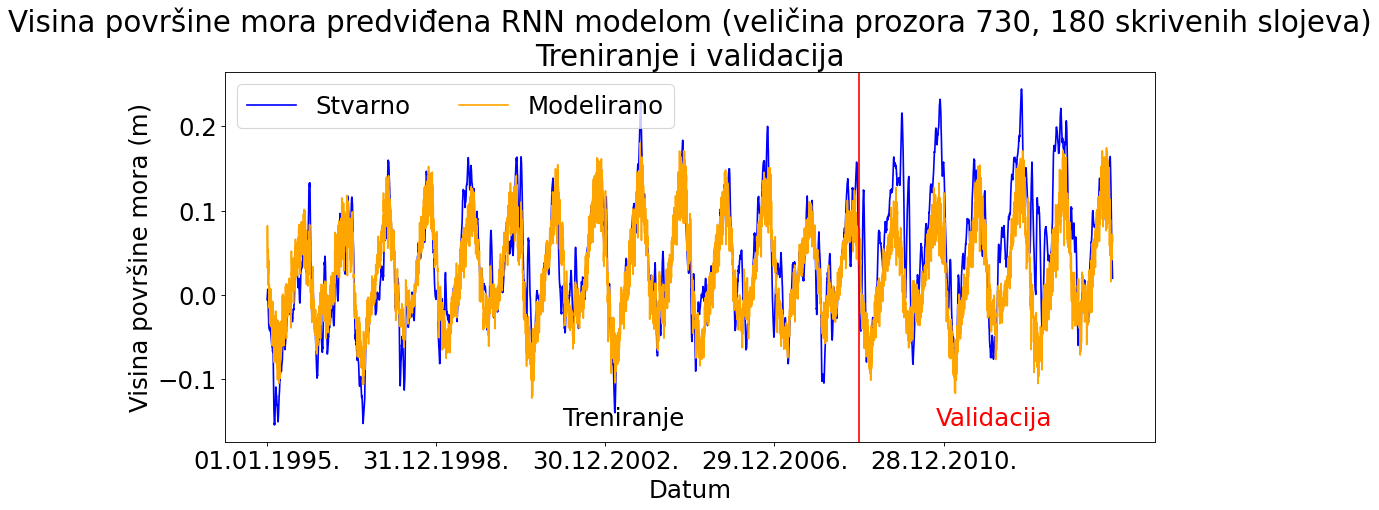 Visina površine mora predviđena RNN modelom (veličina prozora 730, 180 skrivenih slojeva)
Treniranje i validacija
Stvarno
Modelirano
Visina površine mora (m)
0.2
0.1
0.0
−0.1
Treniranje
Validacija
01.01.1995.
31.12.1998.
30.12.2002.
29.12.2006.
28.12.2010.
Datum